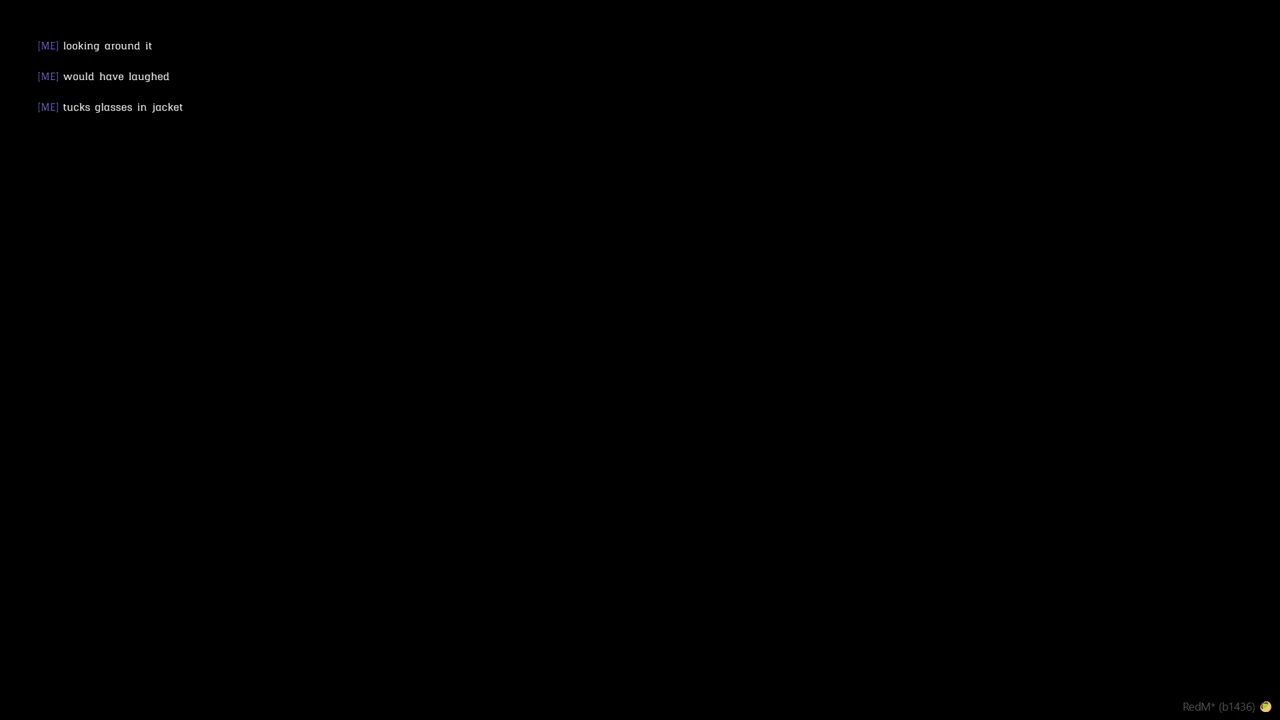 [ME] looking around it
[ME] would have laughed
[ME] tucks glasses in jacket
RedM* (b1436)